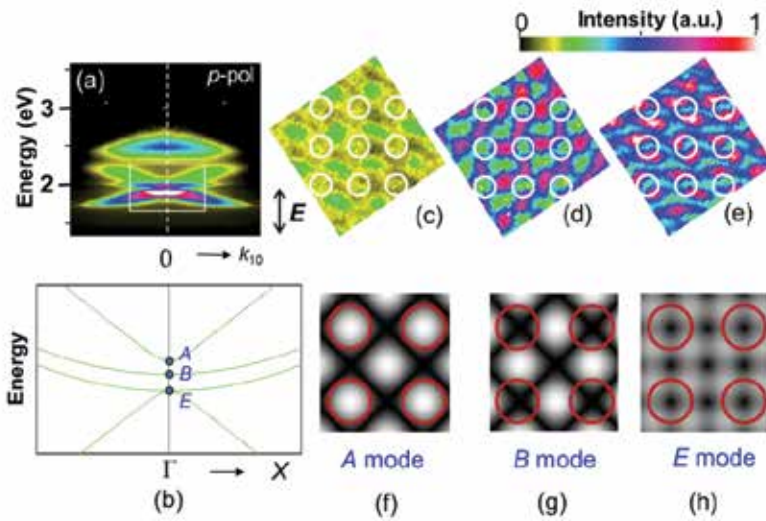 0 Intensity (a.u.) 1
(a) p-pol
Energy (eV)
3
2
E
0 → k10
(c)
(d)
(e)
Energy
A
B
E
Γ → X
(b)
A mode
B mode
E mode
(f)
(g)
(h)